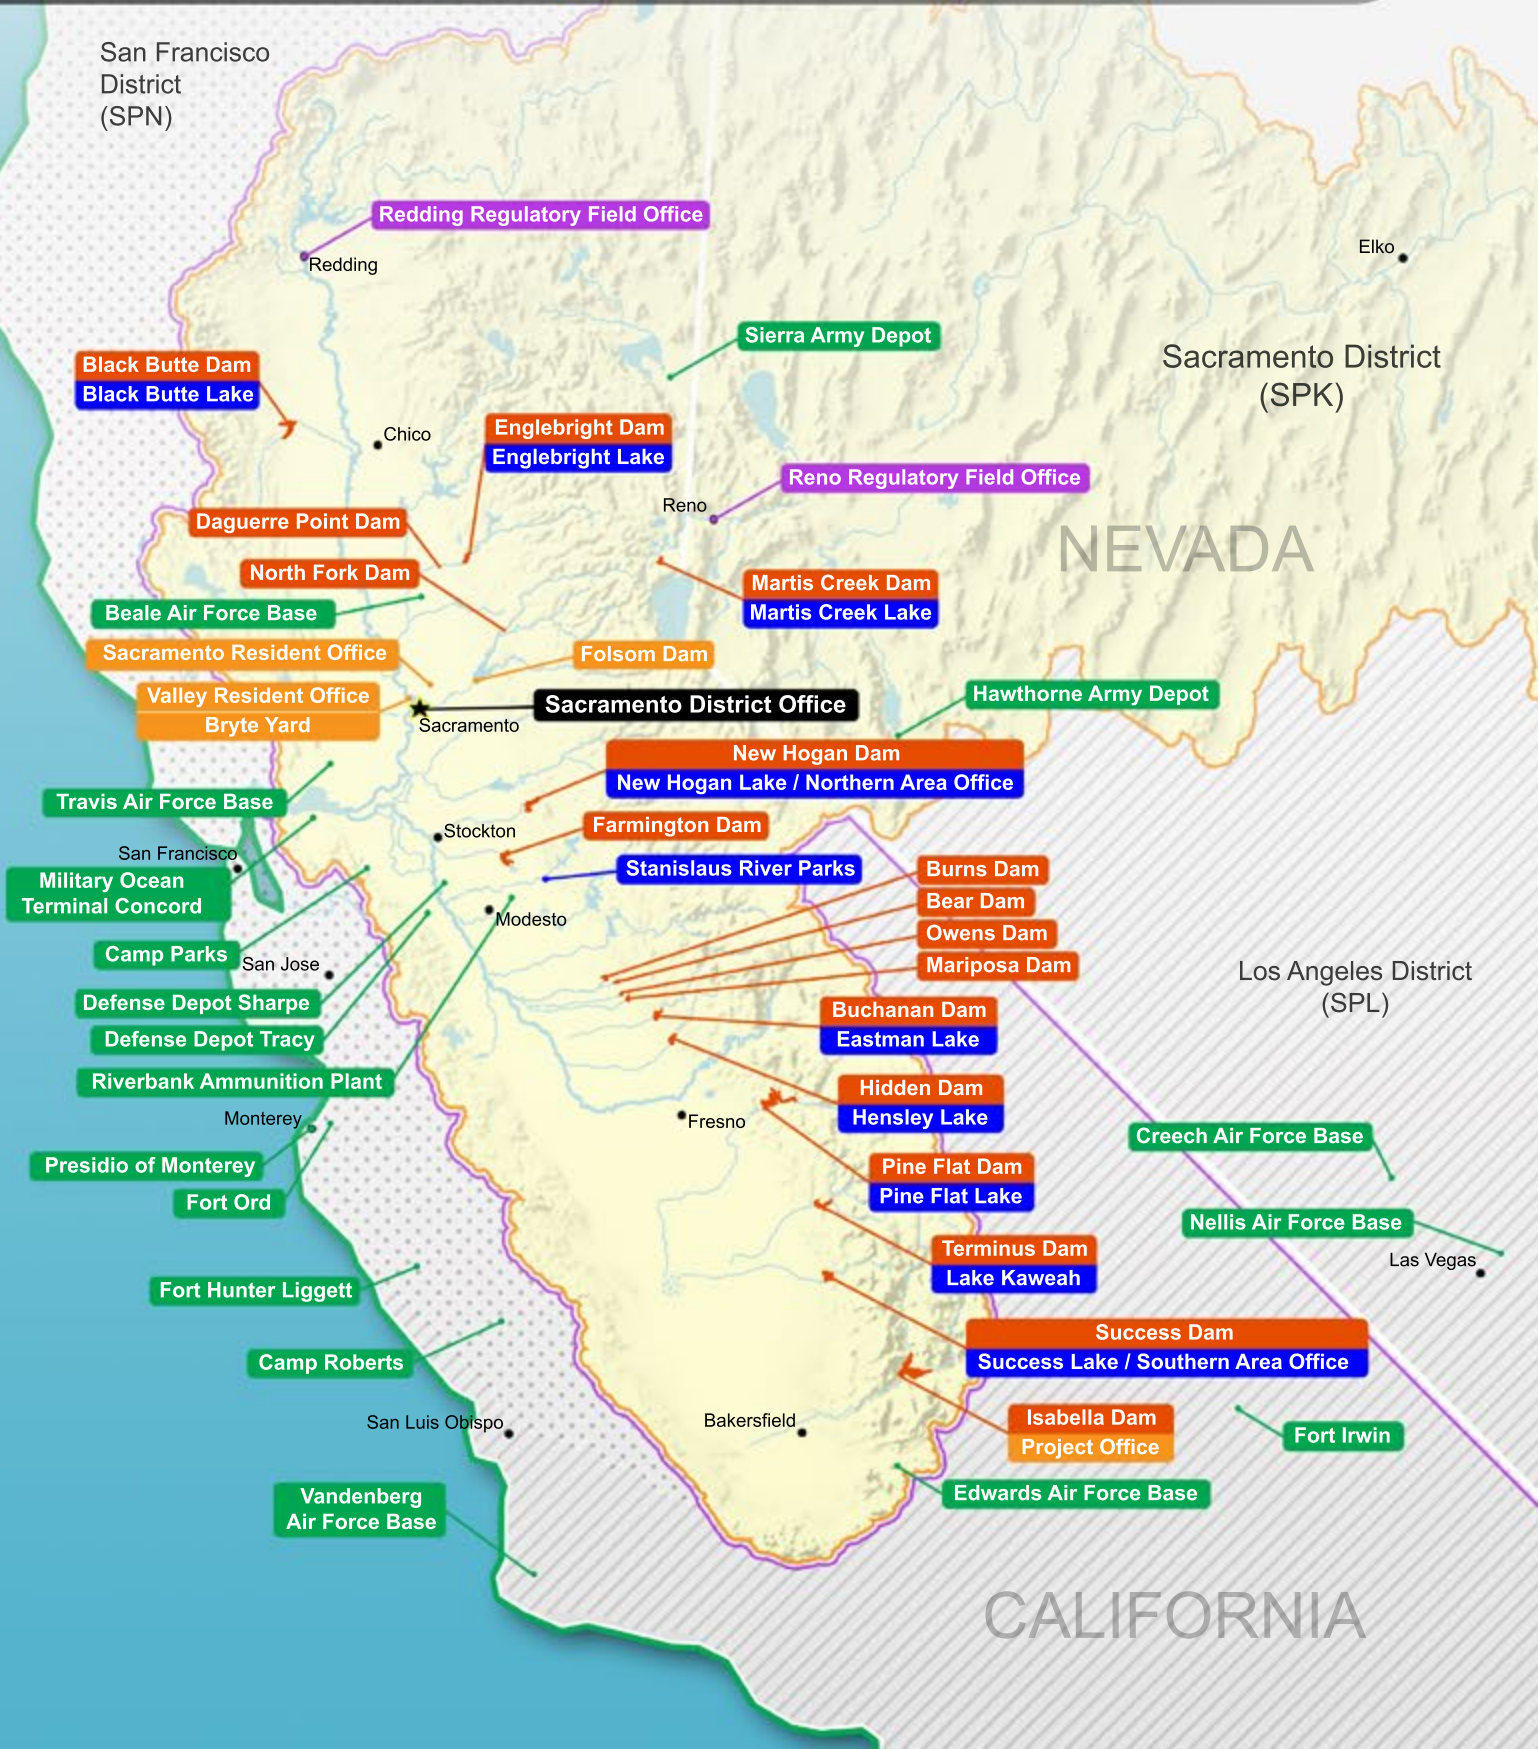 San Francisco
District
(SPN)
Redding Regulatory Field Office
Redding
Elko
Sierra Army Depot
Sacramento District
(SPK)
Black Butte Dam
Black Butte Lake
Chico
Englebright Dam
Englebright Lake
Reno Regulatory Field Office
Reno
Daguerre Point Dam
NEVADA
North Fork Dam
Martis Creek Dam
Martis Creek Lake
Beale Air Force Base
Sacramento Resident Office
Folsom Dam
Valley Resident Office
Bryte Yard
Sacramento District Office
Sacramento
Hawthorne Army Depot
New Hogan Dam
New Hogan Lake / Northern Area Office
Travis Air Force Base
Farmington Dam
Stockton
San Francisco
Stanislaus River Parks
Military Ocean
Terminal Concord
Burns Dam
Bear Dam
Owens Dam
Mariposa Dam
Modesto
Camp Parks
San Jose
Los Angeles District
(SPL)
Defense Depot Sharpe
Buchanan Dam
Eastman Lake
Defense Depot Tracy
Riverbank Ammunition Plant
Hidden Dam
Hensley Lake
Monterey
Fresno
Creech Air Force Base
Presidio of Monterey
Pine Flat Dam
Pine Flat Lake
Fort Ord
Nellis Air Force Base
Las Vegas
Terminus Dam
Lake Kaweah
Fort Hunter Liggett
Success Dam
Success Lake / Southern Area Office
Camp Roberts
San Luis Obispo
Bakersfield
Isabella Dam
Project Office
Fort Irwin
Edwards Air Force Base
Vandenberg
Air Force Base
CALIFORNIA